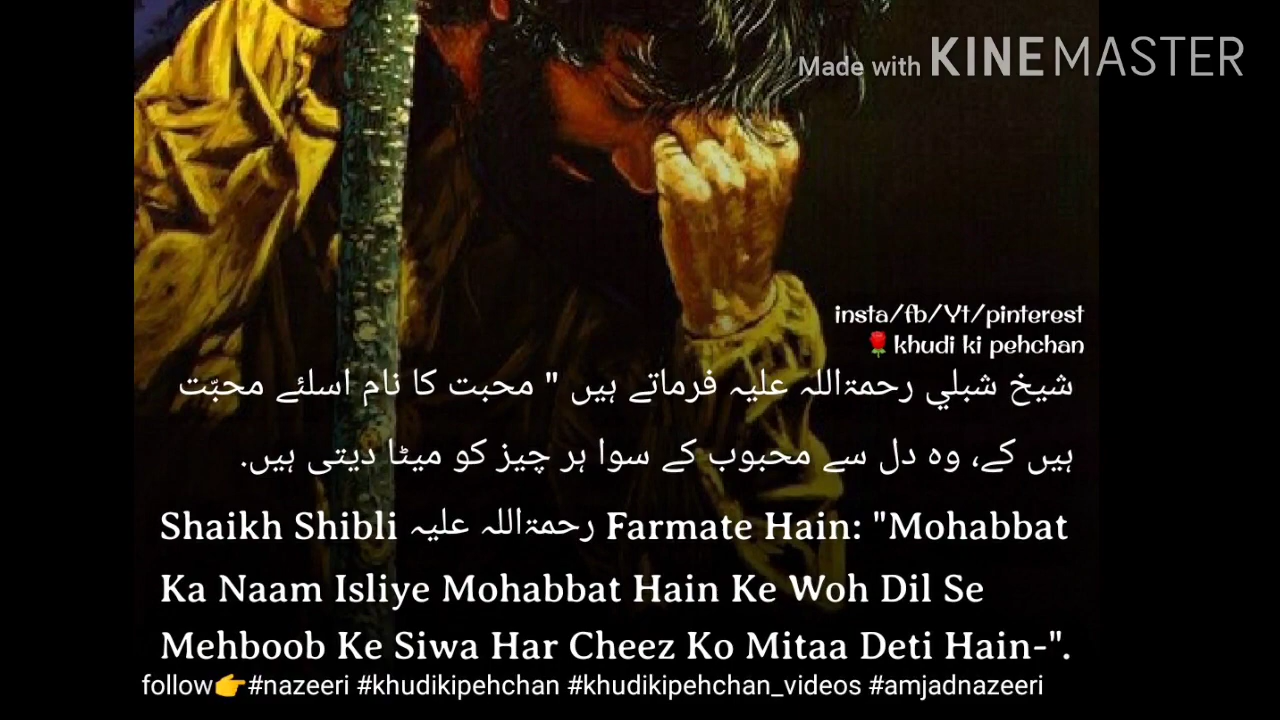 Made with KINEMASTER
insta/fb/Yt/pinterest
🌹khudi ki pehchan
شیخ شبلي رحمۃاللہ علیہ فرماتے ہیں " محبت کا نام اسلئے محبّت
ہیں کے، وہ دل سے محبوب کے سوا ہر چیز کو میٹا دیتی ہیں.
Shaikh Shibli رحمۃاللہ علیہ Farmate Hain: "Mohabbat
Ka Naam Isliye Mohabbat Hain Ke Woh Dil Se
Mehboob Ke Siwa Har Cheez Ko Mitaa Deti Hain-".
follow👉#nazeeri #khudikipehchan #khudikipehchan_videos #amjadnazeeri